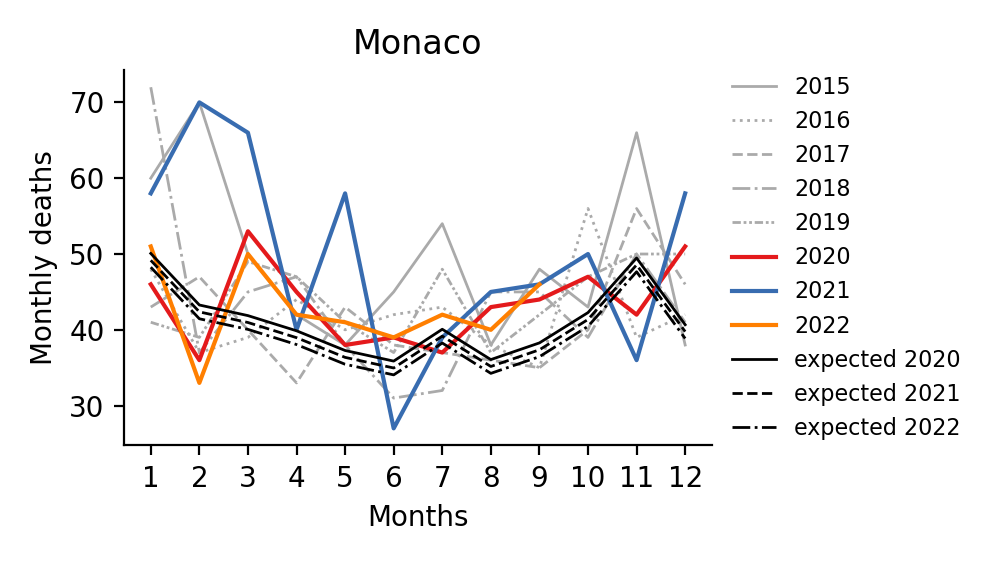 Monaco
Monthly deaths
70
60
50
40
30
1 2 3 4 5 6 7 8 9 10 11 12
Months
2015
2016
2017
2018
2019
2020
2021
2022
expected 2020
expected 2021
expected 2022